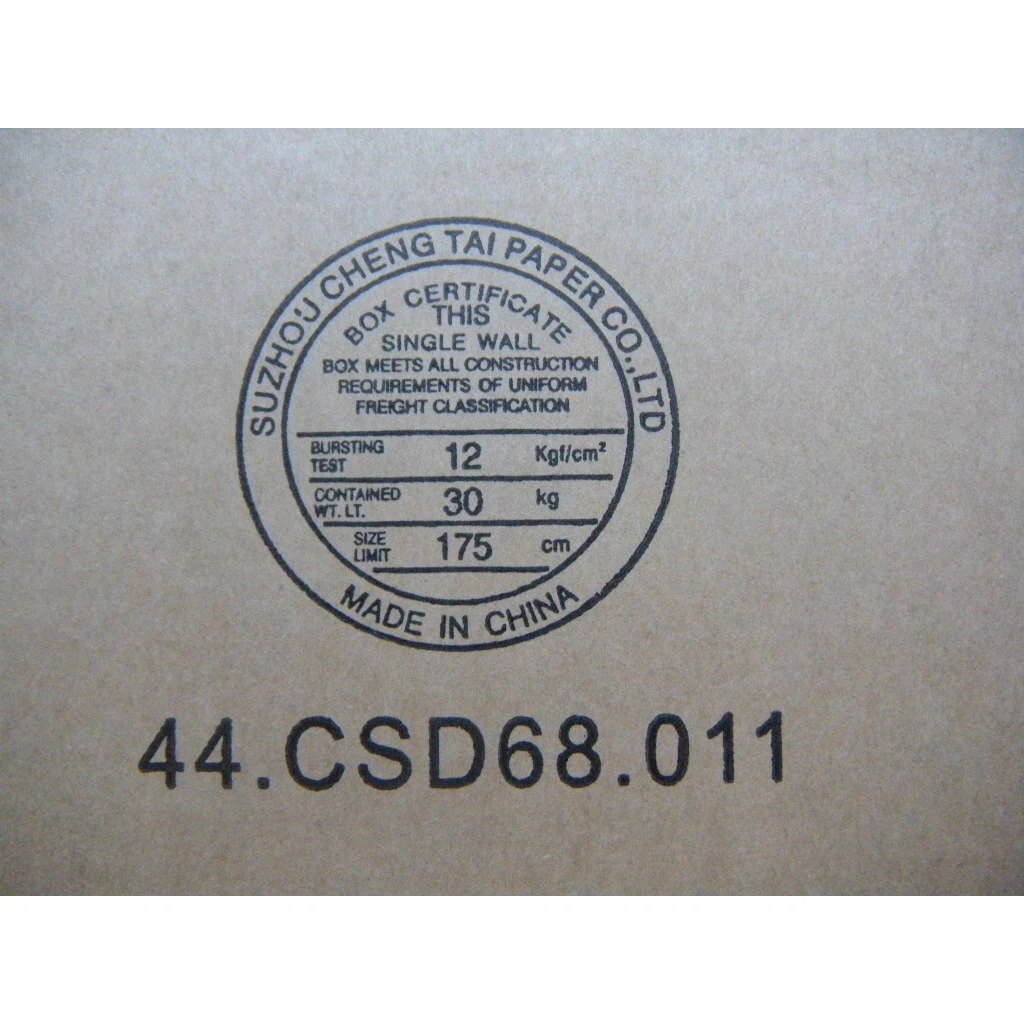 SUZHOU CHENG TAI PAPER CO.,LTD
BOX CERTIFICATE
THIS
SINGLE WALL
BOX MEETS ALL CONSTRUCTION
REQUIREMENTS OF UNIFORM
FREIGHT CLASSIFICATION
BURSTING TEST 12 Kgf/cm²
CONTAINED WT. LT. 30 kg
SIZE LIMIT 175 cm
MADE IN CHINA
44.CSD68.011